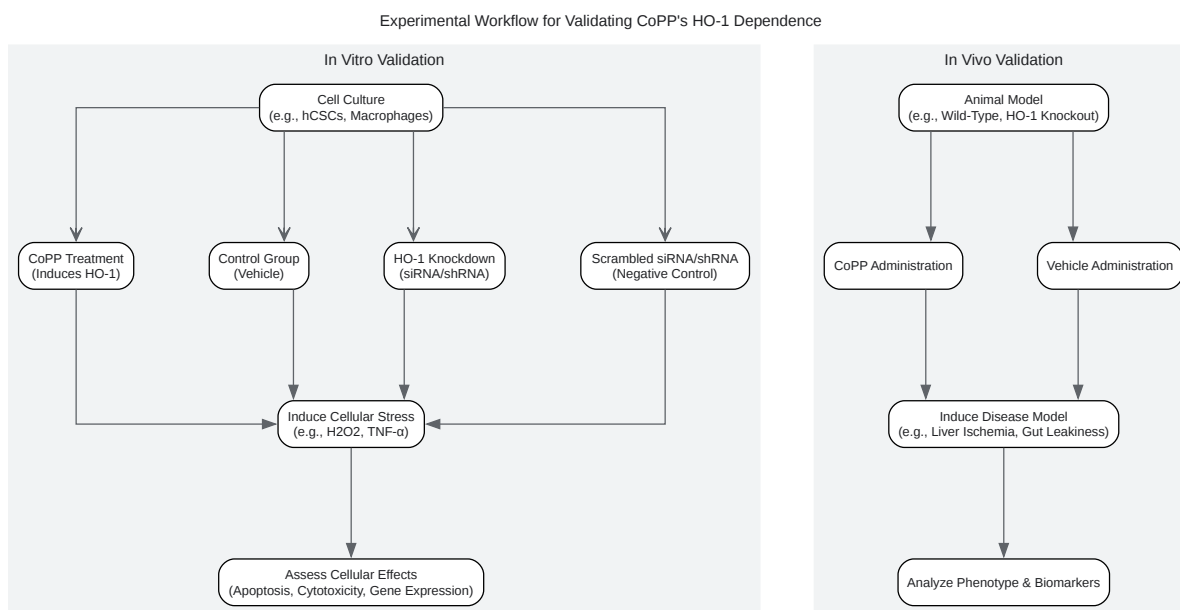 Experimental Workflow for Validating CoPP's HO-1 Dependence
In Vitro Validation
Cell Culture
(e.g., hCSCs, Macrophages)
CoPP Treatment
(Induces HO-1)
Control Group
(Vehicle)
HO-1 Knockdown
(siRNA/shRNA)
Scrambled siRNA/shRNA
(Negative Control)
Induce Cellular Stress
(e.g., H2O2, TNF-α)
Assess Cellular Effects
(Apoptosis, Cytotoxicity, Gene Expression)
In Vivo Validation
Animal Model
(e.g., Wild-Type, HO-1 Knockout)
CoPP Administration
Vehicle Administration
Induce Disease Model
(e.g., Liver Ischemia, Gut Leakiness)
Analyze Phenotype & Biomarkers